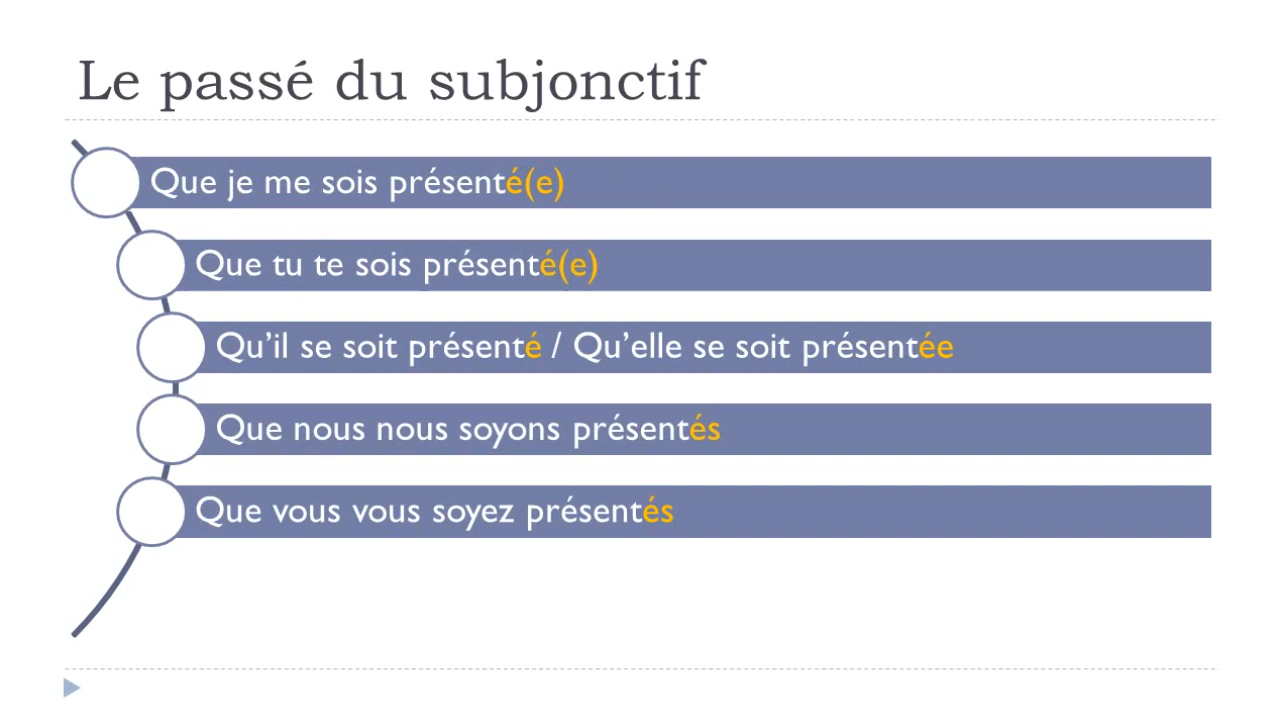 Le passé du subjonctif
Que je me sois présenté(e)
Que tu te sois présenté(e)
Qu’il se soit présenté / Qu’elle se soit présentée
Que nous nous soyons présentés
Que vous vous soyez présentés